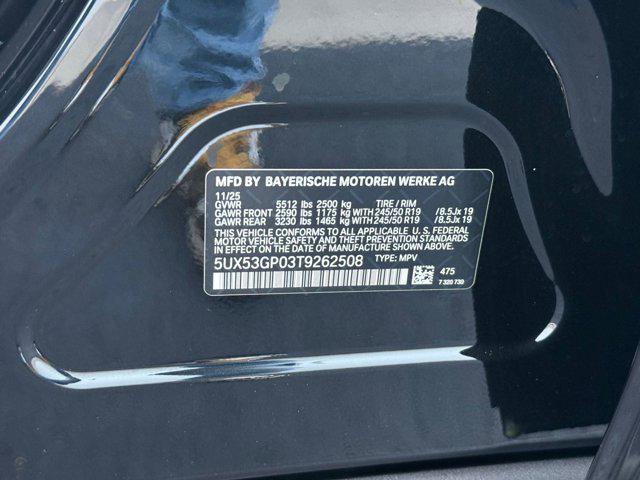 MFD BY BAYERISCHE MOTOREN WERKE AG
11/25
GVWR 5512 lbs 2500 kg TIRE / RIM
GAWR FRONT 2590 lbs 1175 kg WITH 245/50 R19 /8.5Jx 19
GAWR REAR 3230 lbs 1465 kg WITH 245/50 R19 / 8.5Jx 19
THIS VEHICLE CONFORMS TO ALL APPLICABLE U. S. FEDERAL
MOTOR VEHICLE SAFETY AND THEFT PREVENTION STANDARDS
IN EFFECT ON THE DATE OF MANUFACTURE SHOWN ABOVE.
5UX53GP03T9262508 TYPE: MPV
475
7 320 730